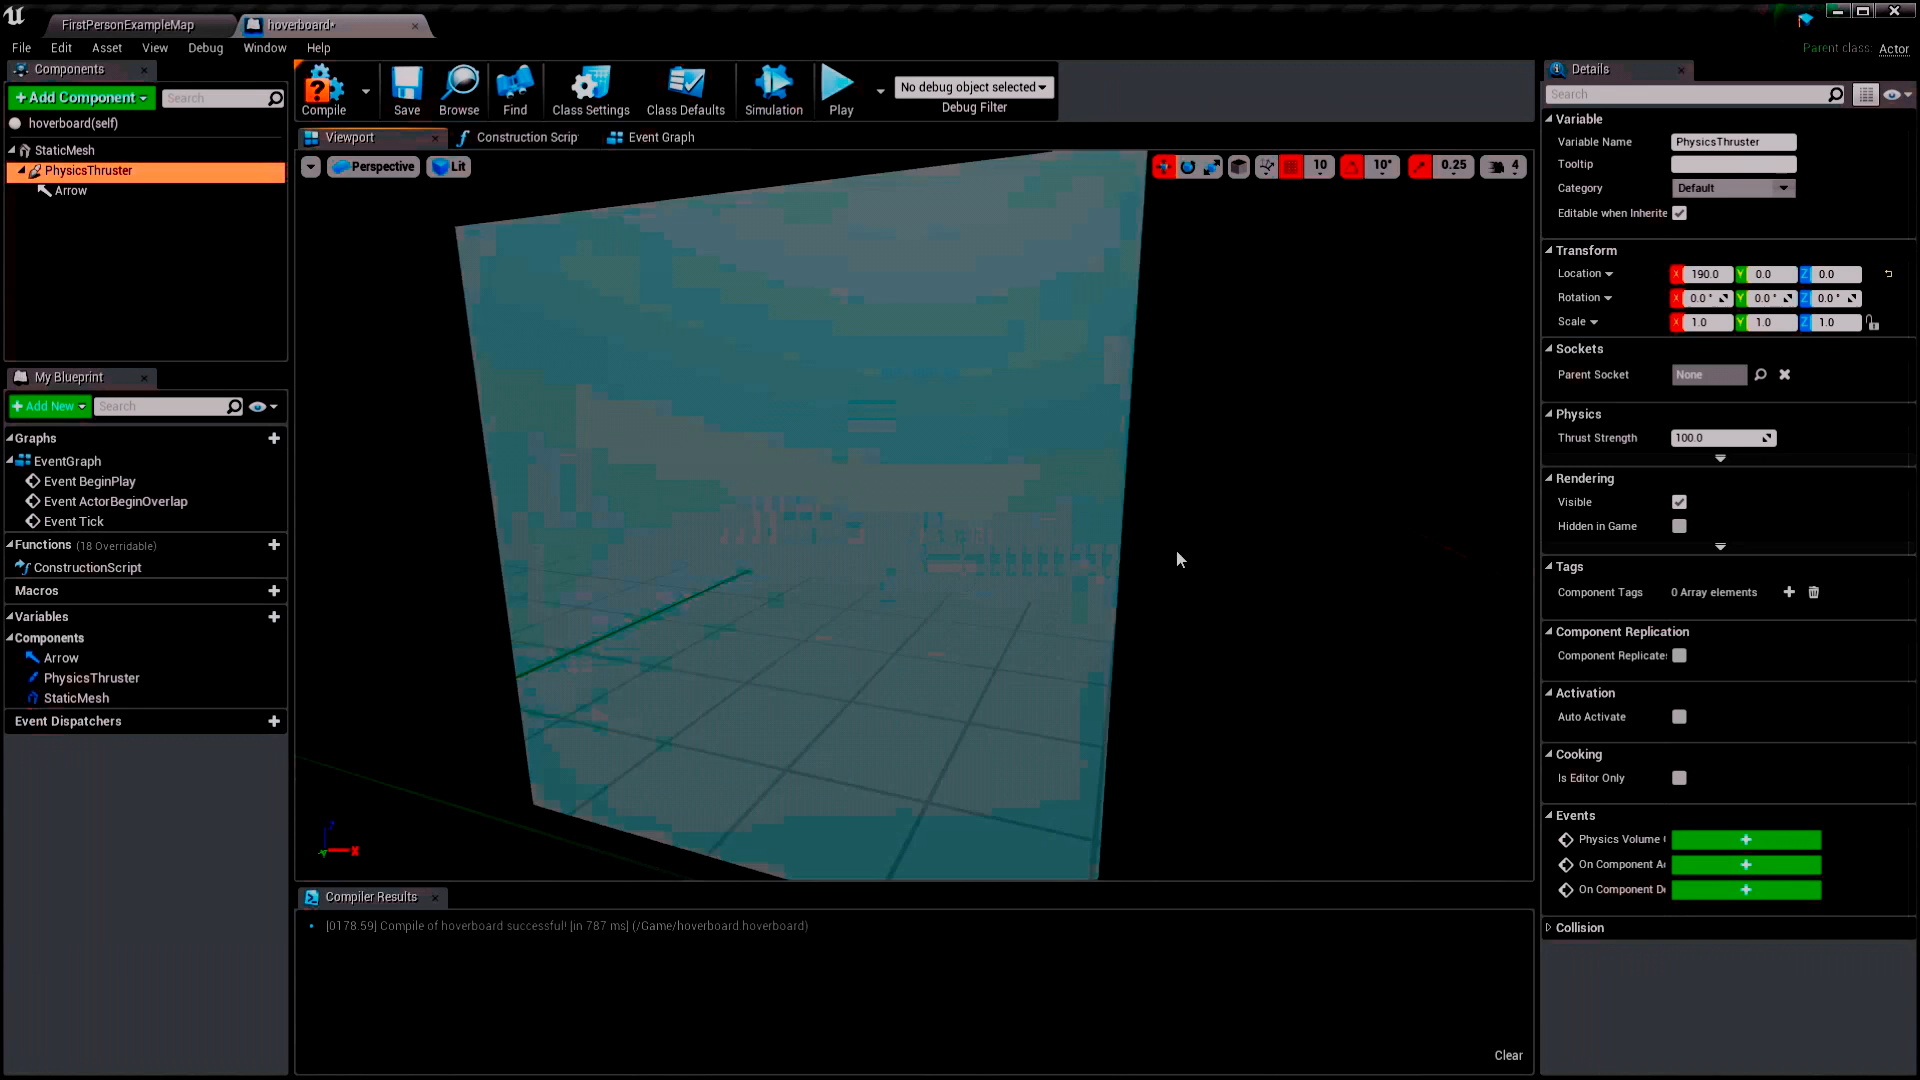 FirstPersonExampleMap
hoverboard*
File Edit Asset View Debug Window Help
Parent class: Actor
Components
+ Add Component
Search
hoverboard(self)
StaticMesh
PhysicsThruster
Arrow
Compile
Save
Browse
Find
Class Settings
Class Defaults
Simulation
Play
No debug object selected
Debug Filter
Viewport
Construction Scrip
Event Graph
Perspective
Lit
10
10°
0.25
4
My Blueprint
+ Add New
Search
Graphs
EventGraph
Event BeginPlay
Event ActorBeginOverlap
Event Tick
Functions (18 Overridable)
ConstructionScript
Macros
Variables
Components
Arrow
PhysicsThruster
StaticMesh
Event Dispatchers
Z
X
Compiler Results
[0178.59] Compile of hoverboard successful! [in 787 ms] (/Game/hoverboard.hoverboard)
Clear
Details
Search
Variable
Variable Name PhysicsThruster
Tooltip
Category Default
Editable when Inherite
Transform
Location X 190.0 Y 0.0 Z 0.0
Rotation X 0.0 ° Y 0.0 ° Z 0.0 °
Scale X 1.0 Y 1.0 Z 1.0
Sockets
Parent Socket None
Physics
Thrust Strength 100.0
Rendering
Visible
Hidden in Game
Tags
Component Tags 0 Array elements
Component Replication
Component Replicate
Activation
Auto Activate
Cooking
Is Editor Only
Events
Physics Volume
On Component A
On Component D
Collision